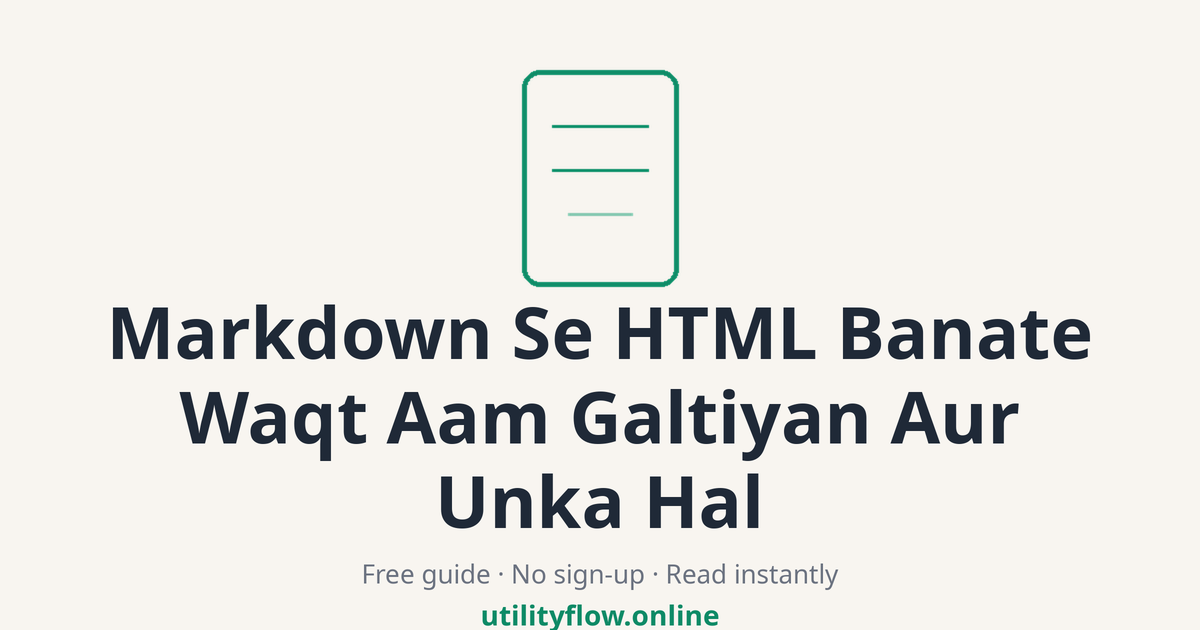 Markdown Se HTML Banate
Waqt Aam Galtiyan Aur
Unka Hal
Free guide · No sign-up · Read instantly
utilityflow.online